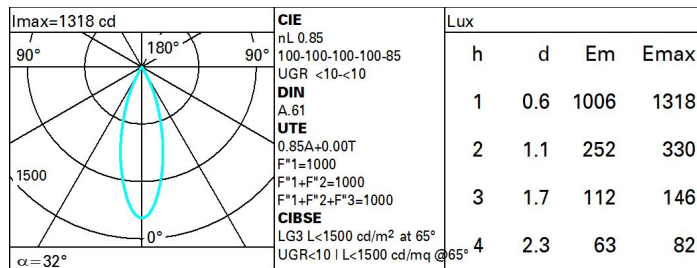 Imax=1318 cd
90°
180°
90°
1500
0°
α=32°
CIE
nL 0.85
100-100-100-100-85
UGR <10-<10
DIN
A.61
UTE
0.85A+0.00T
F"1=1000
F"1+F"2=1000
F"1+F"2+F"3=1000
CIBSE
LG3 L<1500 cd/m² at 65°
UGR<10 | L<1500 cd/mq @65°
Lux
h d Em Emax
1 0.6 1006 1318
2 1.1 252 330
3 1.7 112 146
4 2.3 63 82